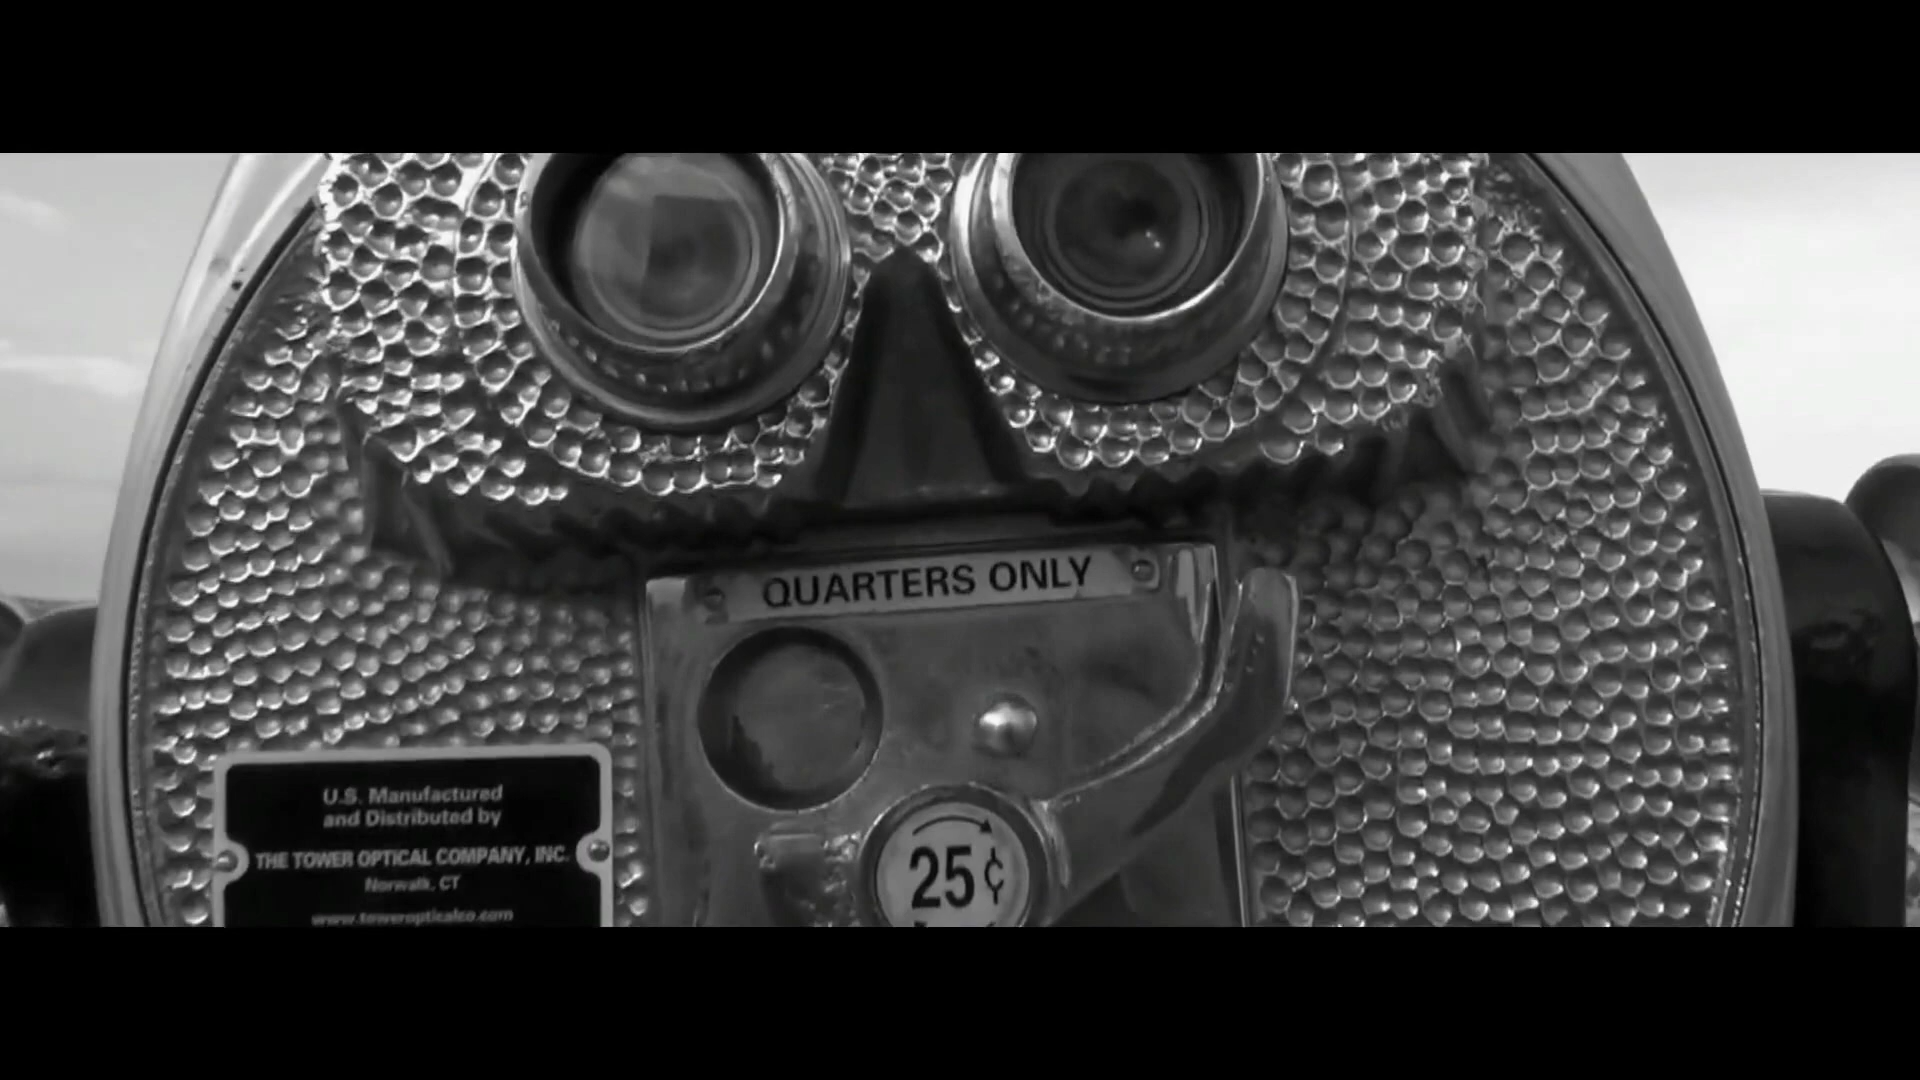 QUARTERS ONLY
25¢
U.S. Manufactured
and Distributed by
THE TOWER OPTICAL COMPANY, INC.
Norwalk, CT
www.toweropticalco.com